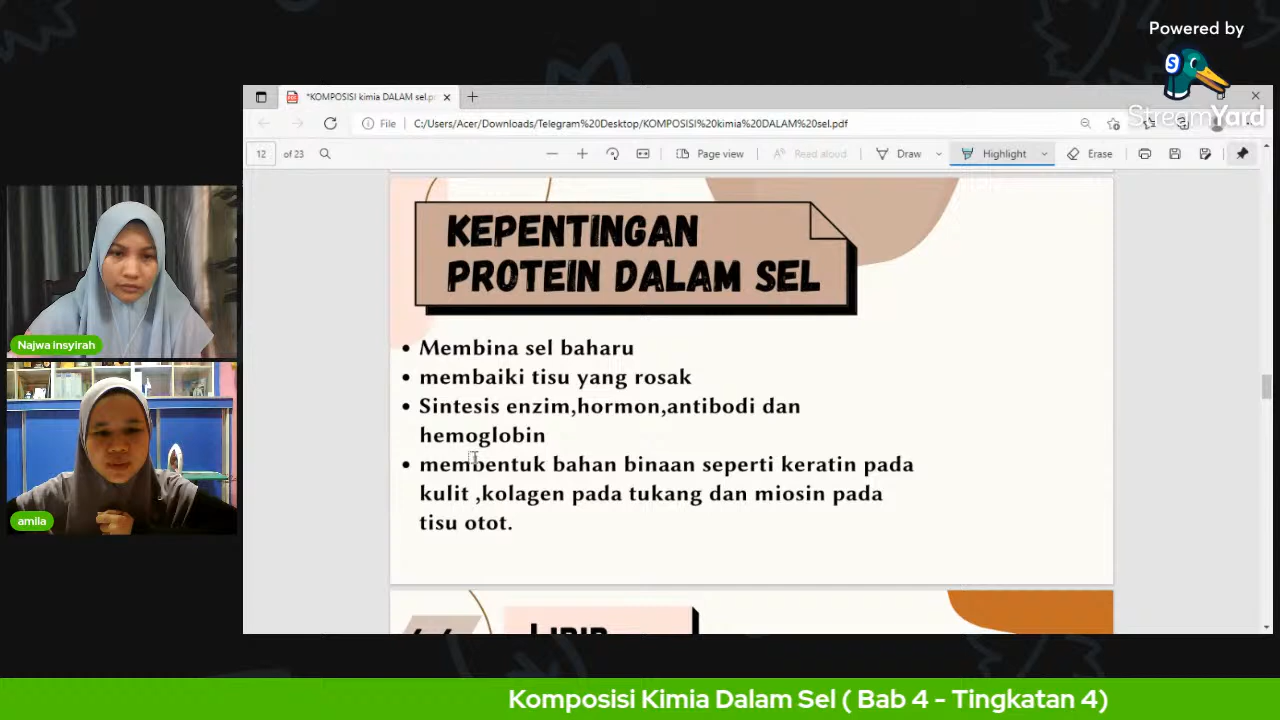 Powered by
S
StreamYard
*KOMPOSISI kimia DALAM sel.p
File
C:/Users/Acer/Downloads/Telegram%20Desktop/KOMPOSISI%20kimia%20DALAM%20sel.pdf
12 of 23
Page view
Read aloud
Draw
Highlight
Erase
KEPENTINGAN
PROTEIN DALAM SEL
• Membina sel baharu
• membaiki tisu yang rosak
• Sintesis enzim,hormon,antibodi dan
hemoglobin
• membentuk bahan binaan seperti keratin pada
kulit ,kolagen pada tukang dan miosin pada
tisu otot.
Najwa insyirah
amila
Komposisi Kimia Dalam Sel ( Bab 4 - Tingkatan 4)